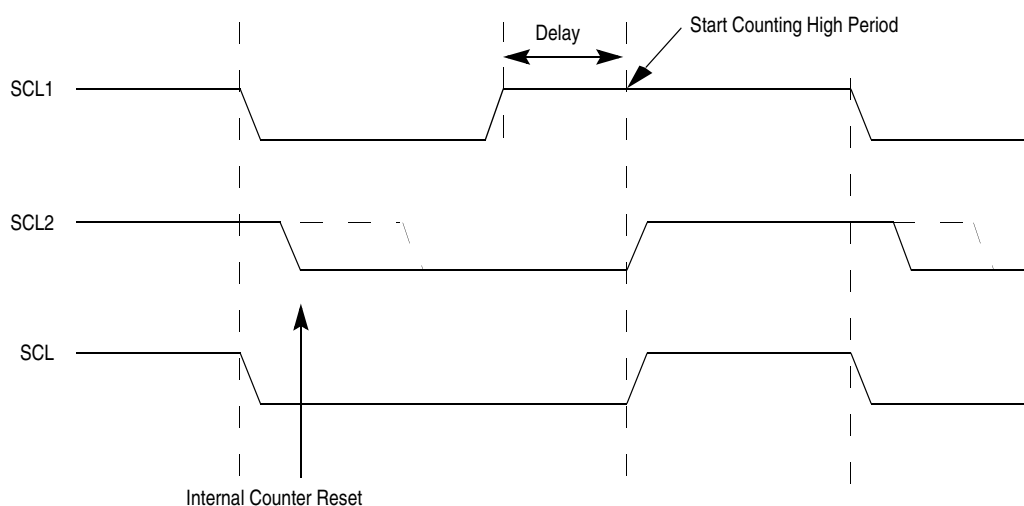 Delay
Start Counting High Period
SCL1
SCL2
SCL
Internal Counter Reset